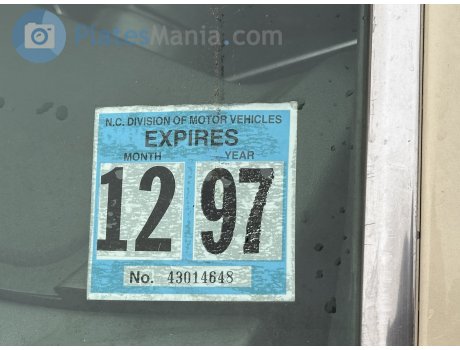 PlatesMania.com
N.C. DIVISION OF MOTOR VEHICLES
EXPIRES
MONTH YEAR
12 97
No. 43014648